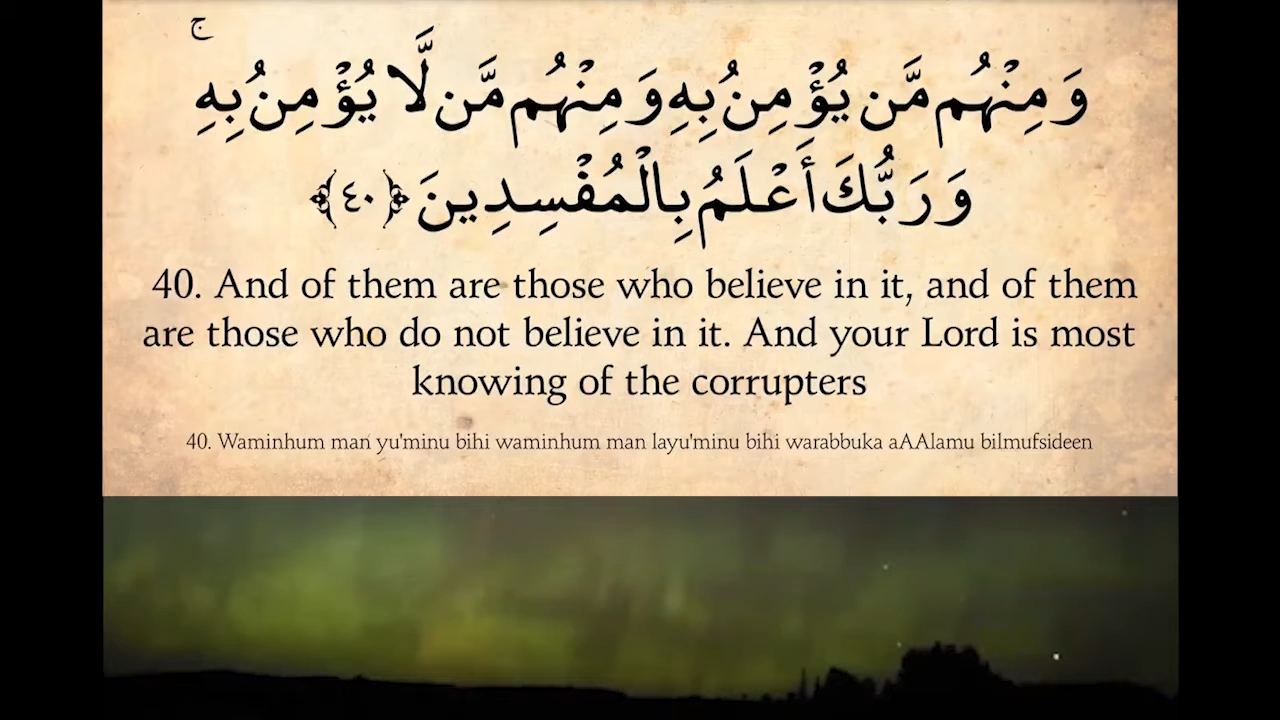 وَمِنْهُم مَّن يُؤْمِنُ بِهِ وَمِنْهُم مَّن لَّا يُؤْمِنُ بِهِ ۚ
وَرَبُّكَ أَعْلَمُ بِالْمُفْسِدِينَ ﴿٤٠﴾
40. And of them are those who believe in it, and of them
are those who do not believe in it. And your Lord is most
knowing of the corrupters
40. Waminhum man yu'minu bihi waminhum man layu'minu bihi warabbuka aAAlamu bilmufsideen